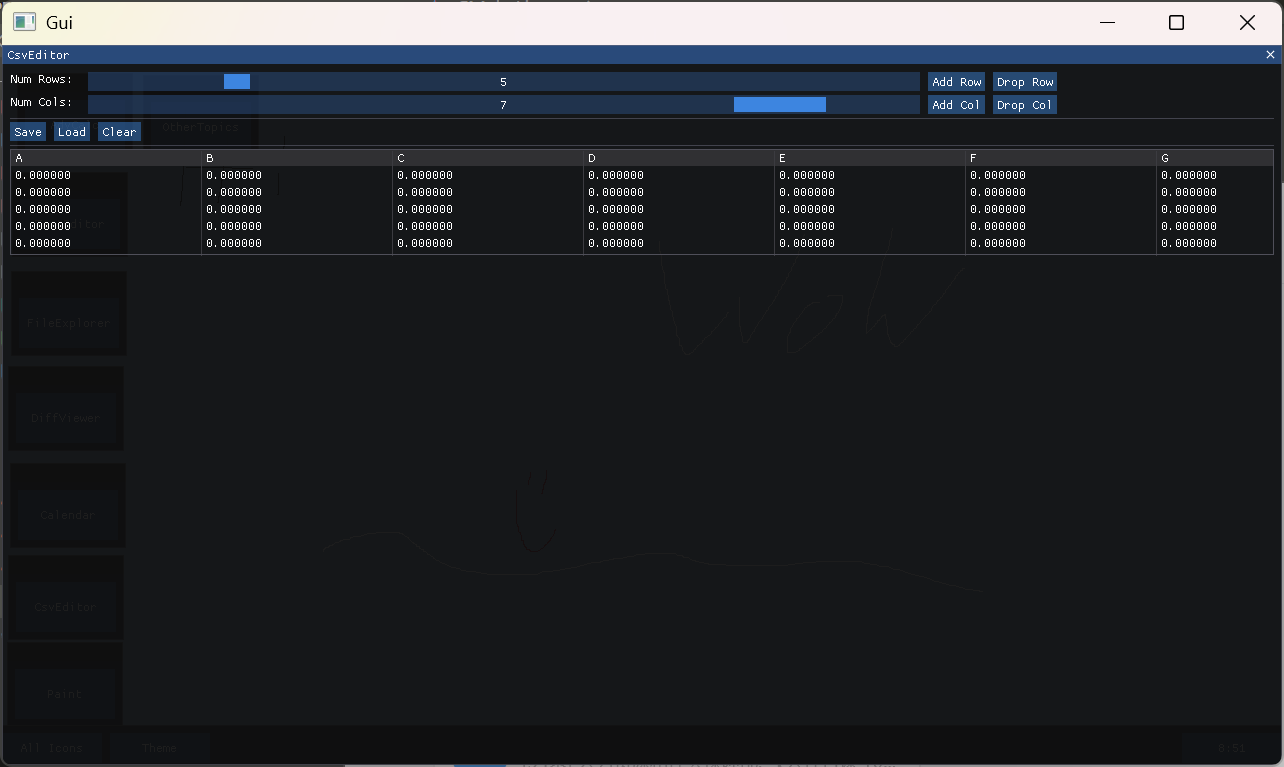 Gui
CsvEditor
Num Rows: 5 Add Row Drop Row
Num Cols: 7 Add Col Drop Col
OtherTopics
Save Load Clear
A B C D E F G
0.000000 0.000000 0.000000 0.000000 0.000000 0.000000 0.000000
0.000000 0.000000 0.000000 0.000000 0.000000 0.000000 0.000000
0.000000 0.000000 0.000000 0.000000 0.000000 0.000000 0.000000
0.000000 0.000000 0.000000 0.000000 0.000000 0.000000 0.000000
0.000000 0.000000 0.000000 0.000000 0.000000 0.000000 0.000000
FileExplorer
Wow
DiffViewer
Calendar
CsvEditor
Paint
All Icons Theme 8:51